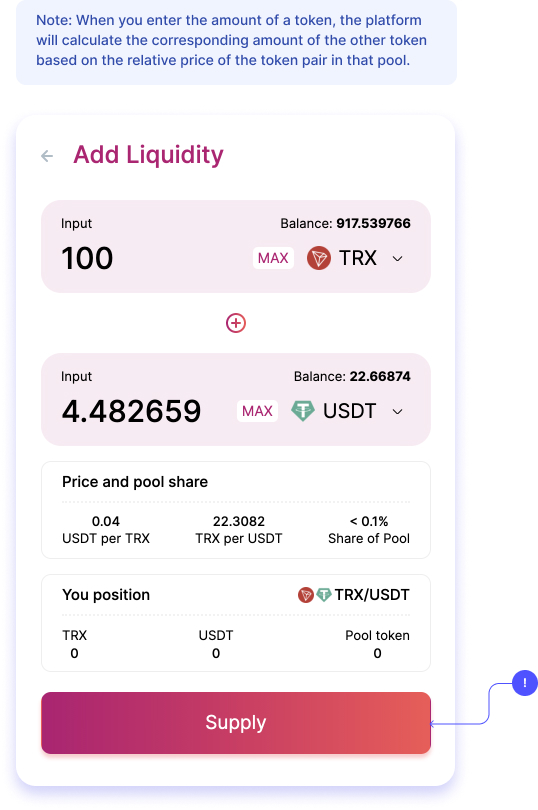 Note: When you enter the amount of a token, the platform
will calculate the corresponding amount of the other token
based on the relative price of the token pair in that pool.
Add Liquidity
Input Balance: 917.539766
100 MAX TRX
Input Balance: 22.66874
4.482659 MAX USDT
Price and pool share
0.04 22.3082 < 0.1%
USDT per TRX TRX per USDT Share of Pool
You position TRX/USDT
TRX USDT Pool token
0 0 0
Supply
!